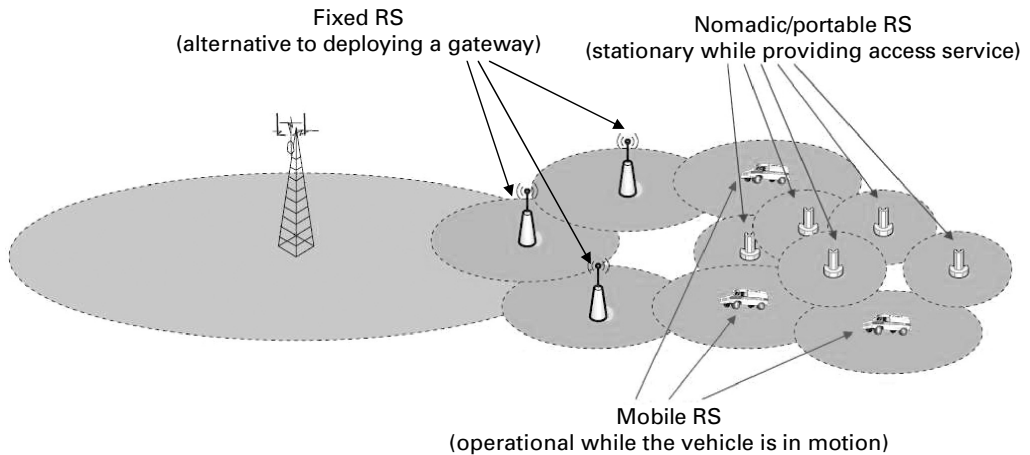 Fixed RS
(alternative to deploying a gateway)
Nomadic/portable RS
(stationary while providing access service)
Mobile RS
(operational while the vehicle is in motion)